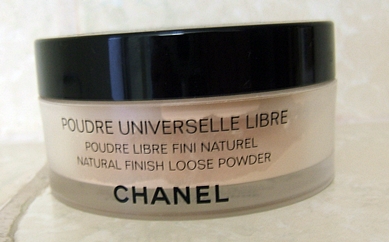 POUDRE UNIVERSELLE LIBRE
POUDRE LIBRE FINI NATUREL
NATURAL FINISH LOOSE POWDER
CHANEL